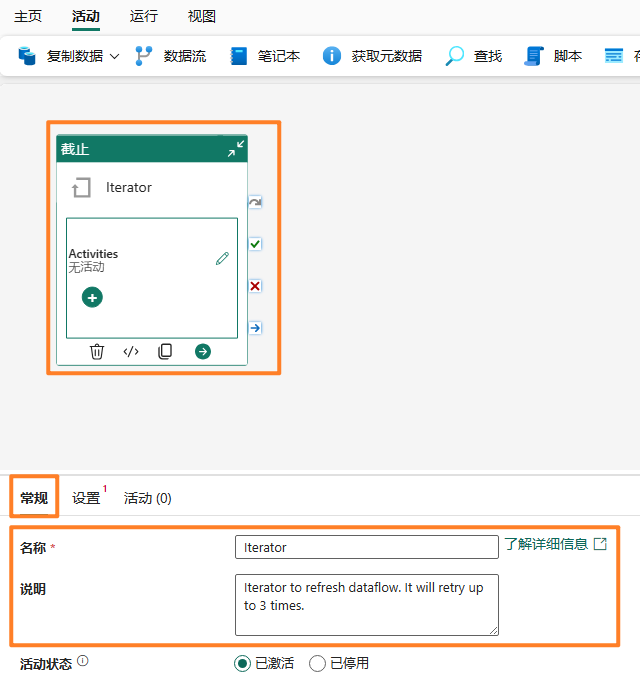 主页 活动 运行 视图
复制数据 数据流 笔记本 获取元数据 查找 脚本
截止
Iterator
Activities
无活动
常规 设置 1 活动 (0)
名称 * Iterator 了解详细信息
说明 Iterator to refresh dataflow. It will retry up
to 3 times.
活动状态 已激活 已停用